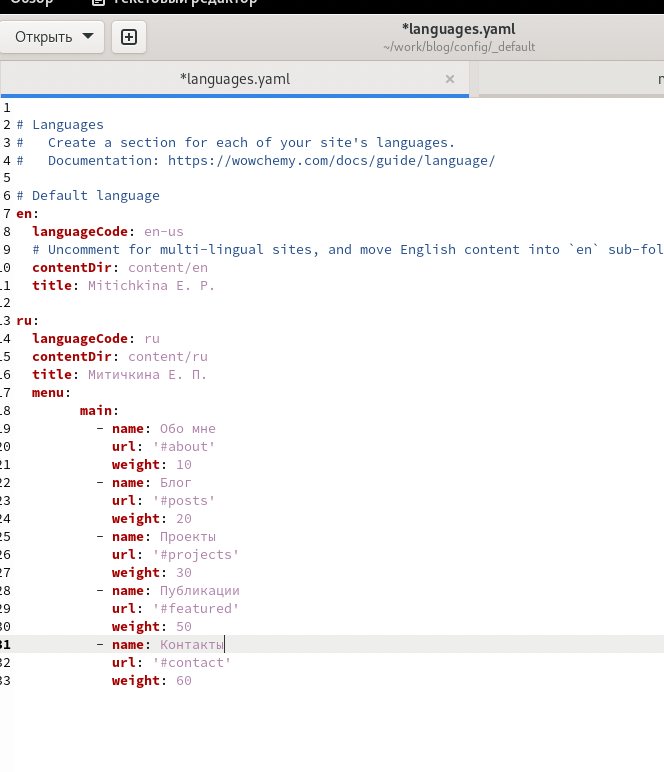 Обзор Текстовый редактор
Открыть
*languages.yaml
~/work/blog/config/_default
*languages.yaml
1
2 # Languages
3 #   Create a section for each of your site's languages.
4 #   Documentation: https://wowchemy.com/docs/guide/language/
5
6 # Default language
7 en:
8   languageCode: en-us
9   # Uncomment for multi-lingual sites, and move English content into `en` sub-fol
10   contentDir: content/en
11   title: Mitichkina E. P.
12
13 ru:
14   languageCode: ru
15   contentDir: content/ru
16   title: Митичкина Е. П.
17   menu:
18         main:
19           - name: Обо мне
20             url: '#about'
21             weight: 10
22           - name: Блог
23             url: '#posts'
24             weight: 20
25           - name: Проекты
26             url: '#projects'
27             weight: 30
28           - name: Публикации
29             url: '#featured'
30             weight: 50
31           - name: Контакты
32             url: '#contact'
33             weight: 60